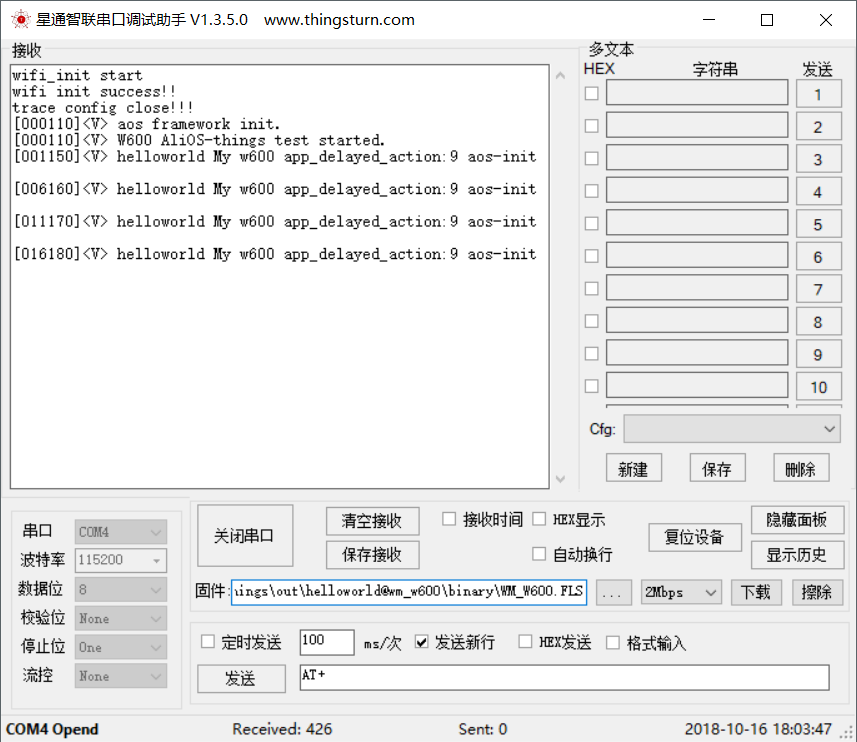 星通智联串口调试助手 V1.3.5.0 www.thingsturn.com
接收
wifi_init start
wifi init success!!
trace config close!!!
[000110]<V> aos framework init.
[000110]<V> W600 AliOS-things test started.
[001150]<V> helloworld My w600 app_delayed_action:9 aos-init
[006160]<V> helloworld My w600 app_delayed_action:9 aos-init
[011170]<V> helloworld My w600 app_delayed_action:9 aos-init
[016180]<V> helloworld My w600 app_delayed_action:9 aos-init
多文本
HEX 字符串 发送
1
2
3
4
5
6
7
8
9
10
Cfg:
新建 保存 删除
串口 COM4
波特率 115200
数据位 8
校验位 None
停止位 One
流控 None
关闭串口
清空接收 接收时间 HEX显示
保存接收 自动换行
复位设备
隐藏面板
显示历史
固件: ings\out\helloworld@wm_w600\binary\WM_W600.FLS ... 2Mbps 下载 擦除
定时发送 100 ms/次 发送新行 HEX发送 格式输入
发送 AT+
COM4 Opend Received: 426 Sent: 0 2018-10-16 18:03:47